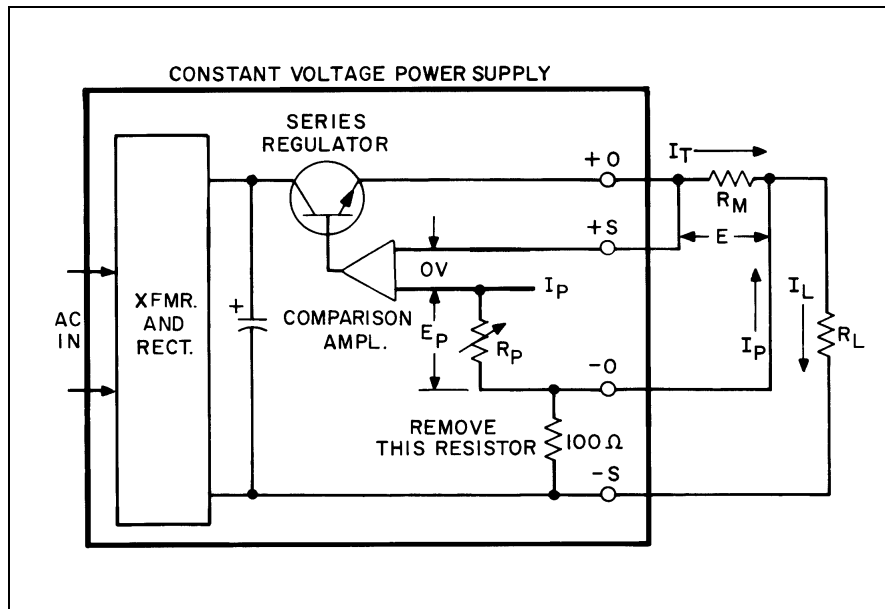 CONSTANT VOLTAGE POWER SUPPLY
SERIES
REGULATOR
+O
+S
I_T
R_M
E
OV
I_P
XFMR.
AND
RECT.
AC
IN
+
COMPARISON
AMPL.
E_P
R_P
I_P
I_L
R_L
-O
REMOVE
THIS RESISTOR
100Ω
-S